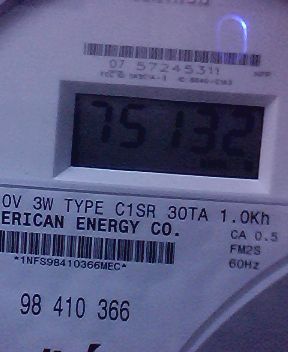 07 57245311
75132
0V 3W TYPE C1SR 30TA 1.0Kh
ERICAN ENERGY CO.
CA 0.5
FM2S
*1NFS98410366MEC*
60Hz
98 410 366